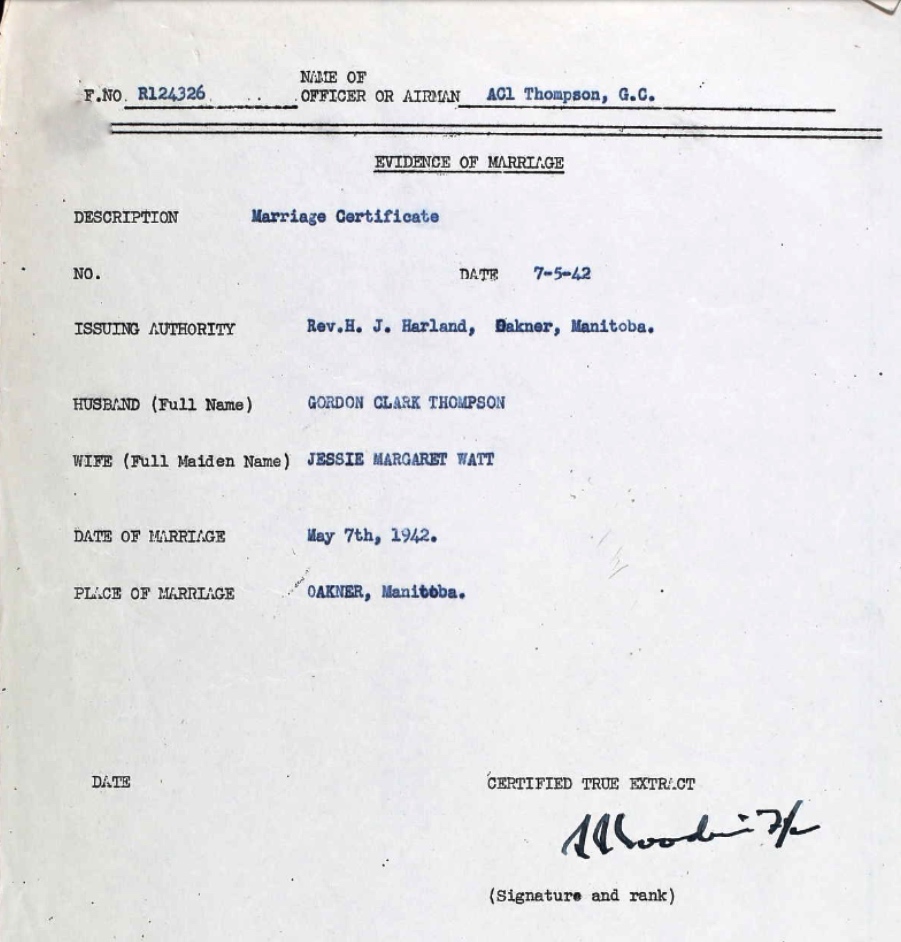 NAME OF
F.NO. R124326 OFFICER OR AIRMAN AC1 Thompson, G.C.
EVIDENCE OF MARRIAGE
DESCRIPTION Marriage Certificate
NO. DATE 7-5-42
ISSUING AUTHORITY Rev.H. J. Harland, Oakner, Manitoba.
HUSBAND (Full Name) GORDON CLARK THOMPSON
WIFE (Full Maiden Name) JESSIE MARGARET WATT
DATE OF MARRIAGE May 7th, 1942.
PLACE OF MARRIAGE OAKNER, Manitoba.
DATE CERTIFIED TRUE EXTRACT
(Signature and rank)